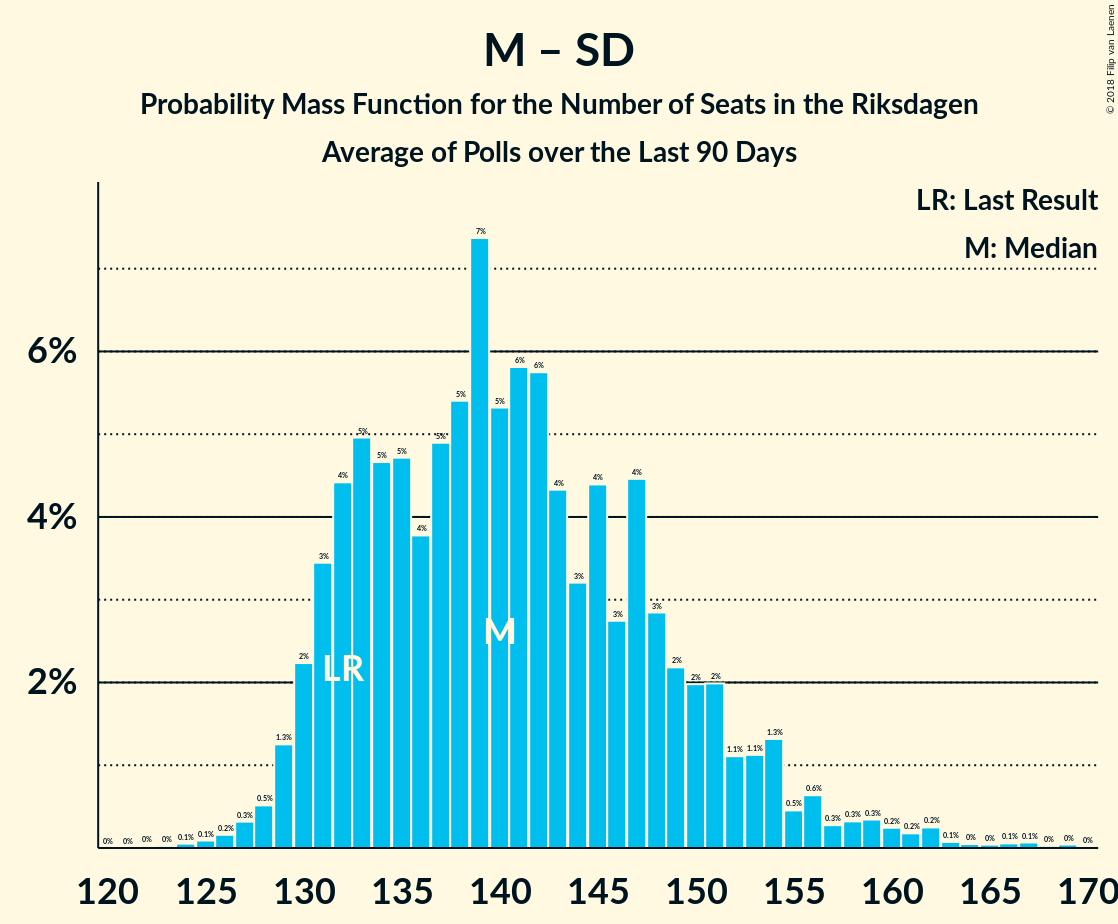 M – SD
Probability Mass Function for the Number of Seats in the Riksdagen
Average of Polls over the Last 90 Days
© 2018 Filip van Laenen
LR: Last Result
M: Median
6%
4%
2%
0% 0% 0% 0% 0.1% 0.1% 0.2% 0.3% 0.5% 1.3% 2% 3% 4% 5% 5% 5% 4% 5% 5% 7% 5% 6% 6% 4% 3% 4% 3% 4% 3% 2% 2% 2% 1.1% 1.1% 1.3% 0.5% 0.6% 0.3% 0.3% 0.3% 0.2% 0.2% 0.2% 0.1% 0% 0% 0.1% 0.1% 0% 0% 0%
LR
M
120 125 130 135 140 145 150 155 160 165 170